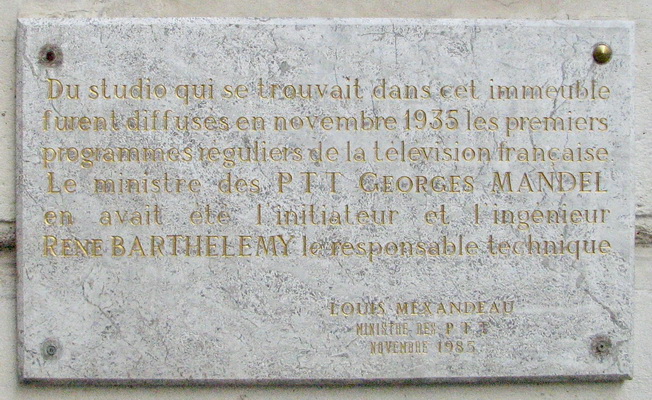 Du studio qui se trouvait dans cet immeuble
furent diffusés en novembre 1935 les premiers
programmes réguliers de la télévision française
Le ministre des PTT GEORGES MANDEL
en avait été l'initiateur et l'ingénieur
RENÉ BARTHÉLEMY le responsable technique
LOUIS MEXANDEAU
MINISTRE DES P T T
NOVEMBRE 1985